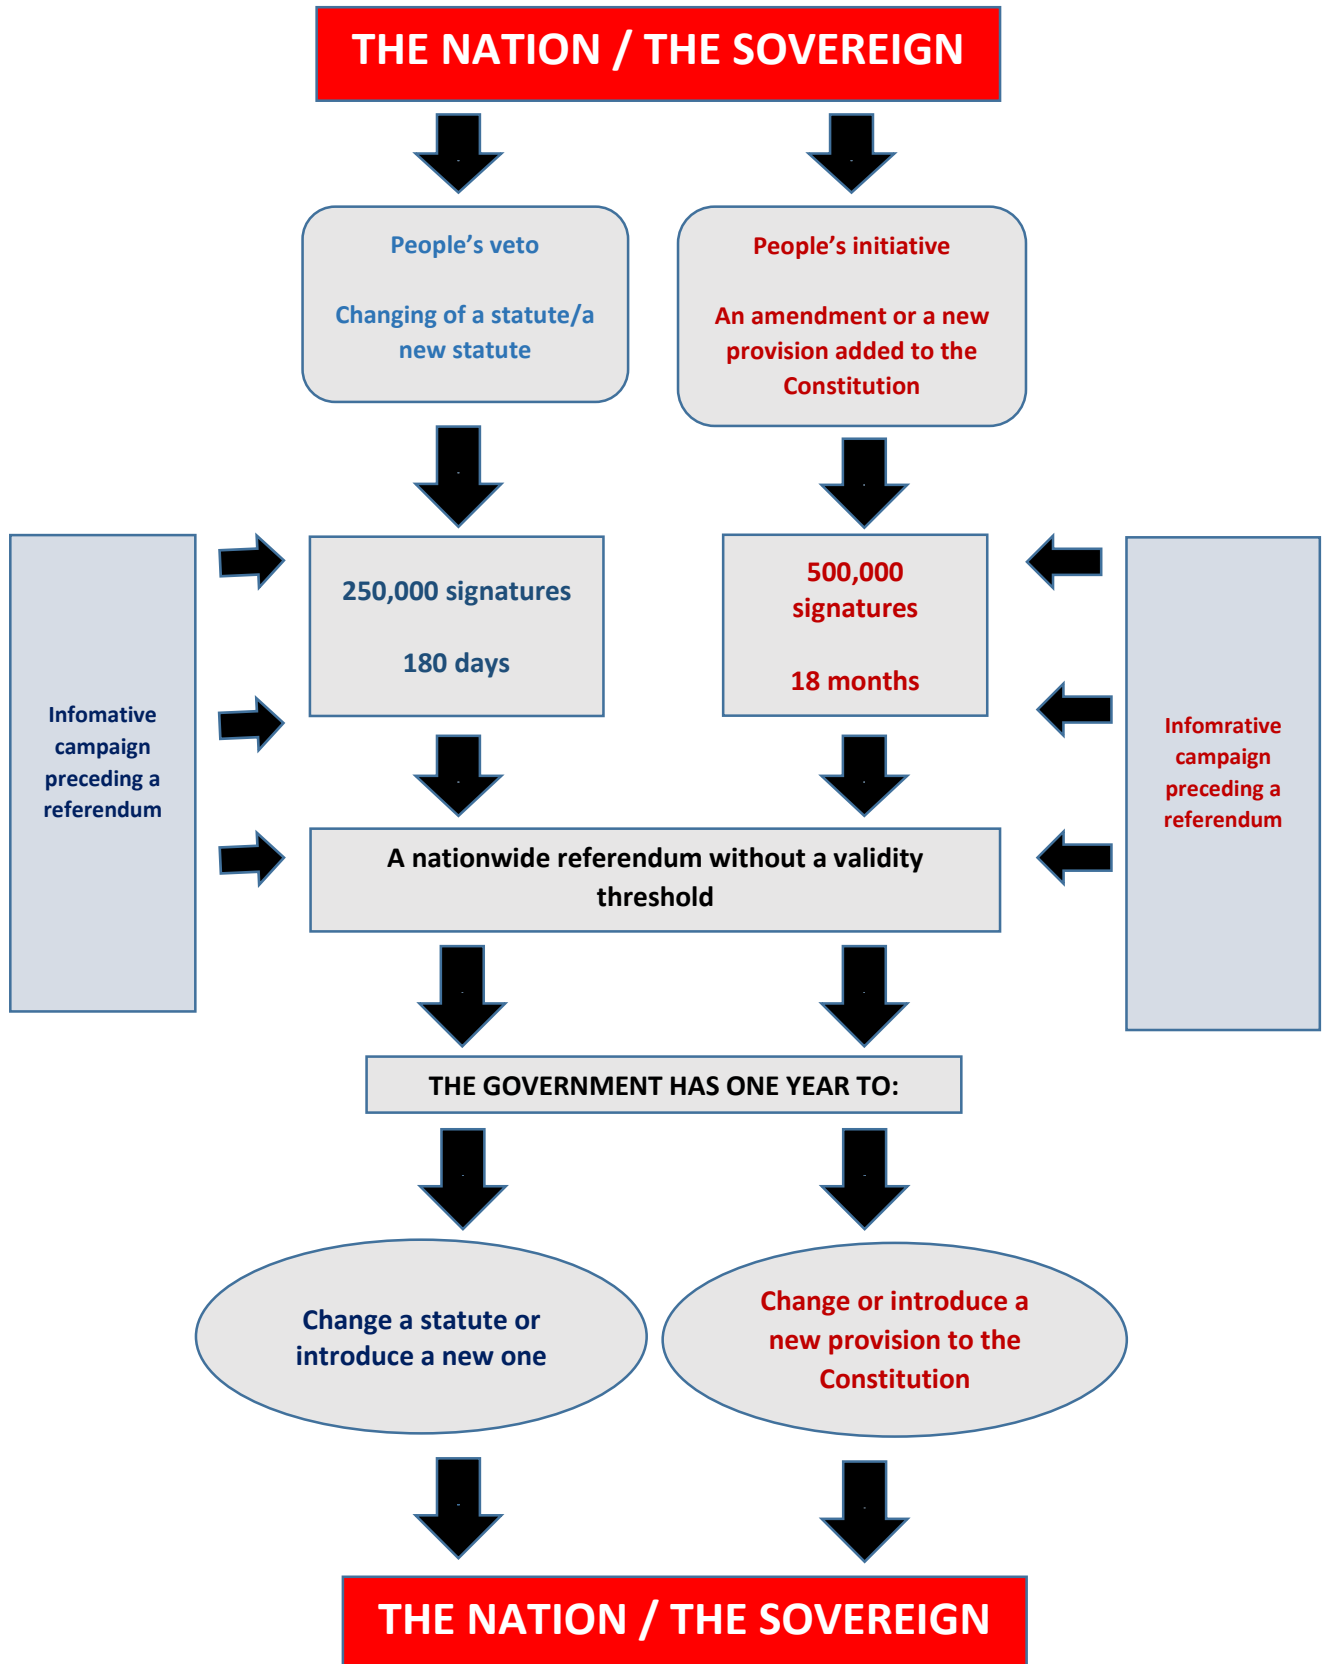 THE NATION / THE SOVEREIGN
People’s veto
Changing of a statute/a
new statute
People’s initiative
An amendment or a new
provision added to the
Constitution
250,000 signatures
180 days
500,000
signatures
18 months
Infomative
campaign
preceding a
referendum
Infomrative
campaign
preceding a
referendum
A nationwide referendum without a validity
threshold
THE GOVERNMENT HAS ONE YEAR TO:
Change a statute or
introduce a new one
Change or introduce a
new provision to the
Constitution
THE NATION / THE SOVEREIGN